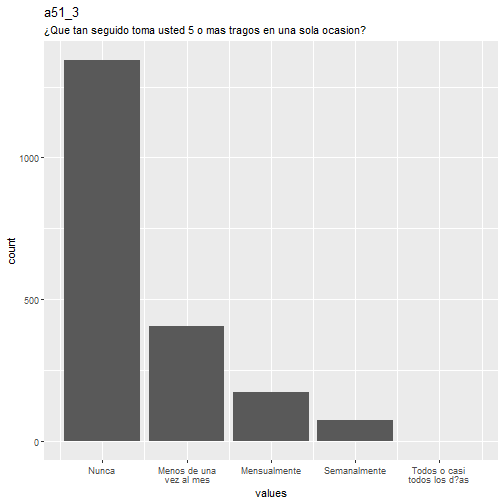 a51_3
¿Que tan seguido toma usted 5 o mas tragos en una sola ocasion?
count
1000
500
0
Nunca
Menos de una
vez al mes
Mensualmente
Semanalmente
Todos o casi
todos los d?as
values